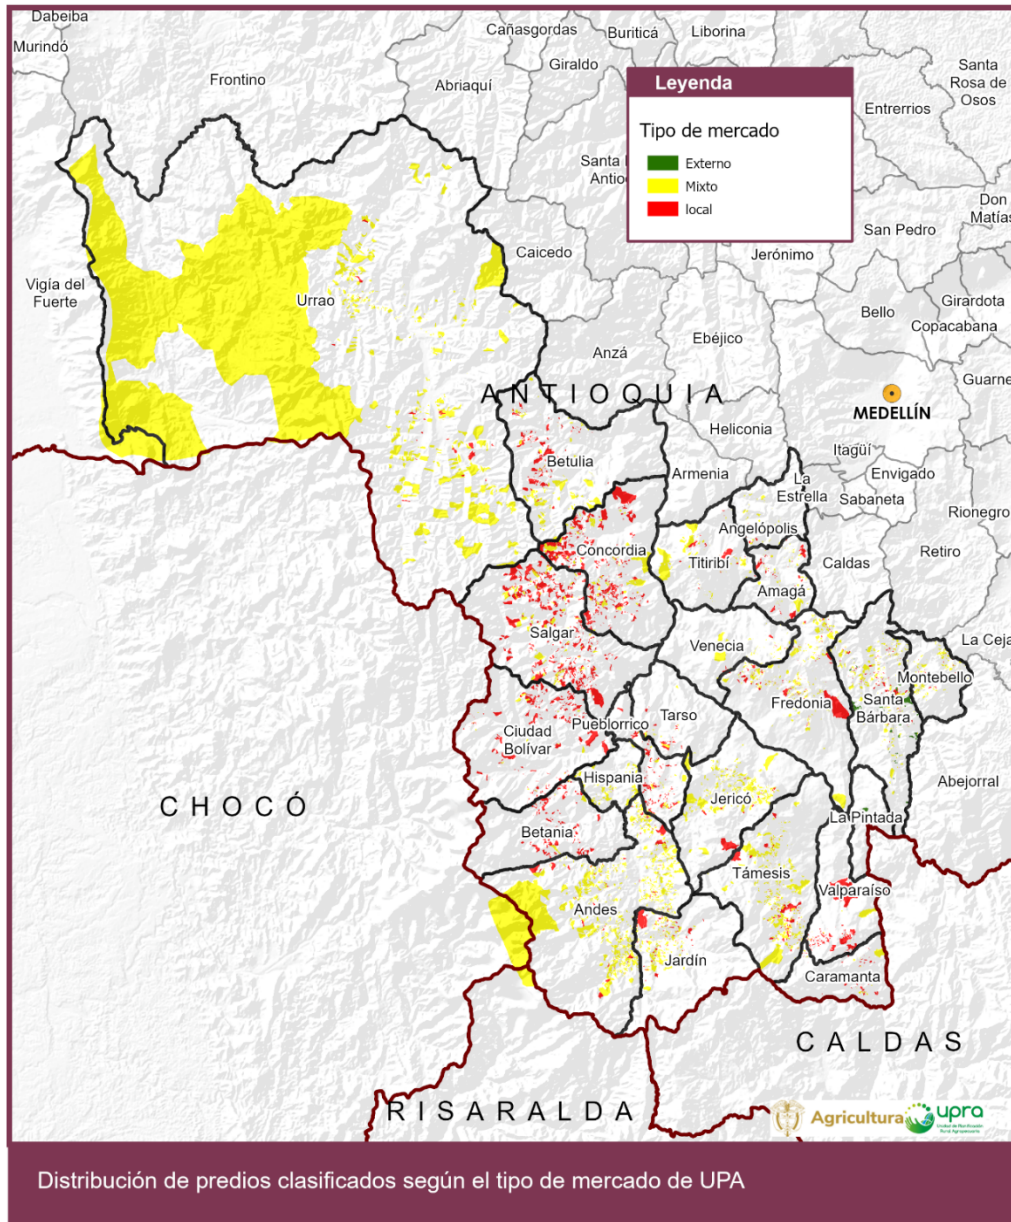 Dabeiba
Murindó
Cañasgordas
Buriticá
Liborina
Frontino
Giraldo
Abriaquí
Santa
Rosa de
Osos
Leyenda
Tipo de mercado
Externo
Mixto
local
Entrerrios
Don
Matías
San Pedro
Jerónimo
Caicedo
Vigía del
Fuerte
Urrao
Girardota
Bello
Copacabana
Anzá
Ebéjico
Guarne
ANTIOQUIA
MEDELLÍN
Heliconia
Itagüí
Betulia
Armenia
La
Estrella
Envigado
Sabaneta
Rionegro
Angelópolis
Concordia
Titiribí
Caldas
Retiro
Amagá
Salgar
Venecia
La Ceja
Montebello
Fredonia
Santa
Bárbara
Tarso
Pueblorrico
Ciudad
Bolívar
Hispania
Jericó
Abejorral
CHOCÓ
La Pintada
Betania
Támesis
Valparaíso
Andes
Jardín
Caramanta
CALDAS
RISARALDA
Agricultura
upra
Distribución de predios clasificados según el tipo de mercado de UPA